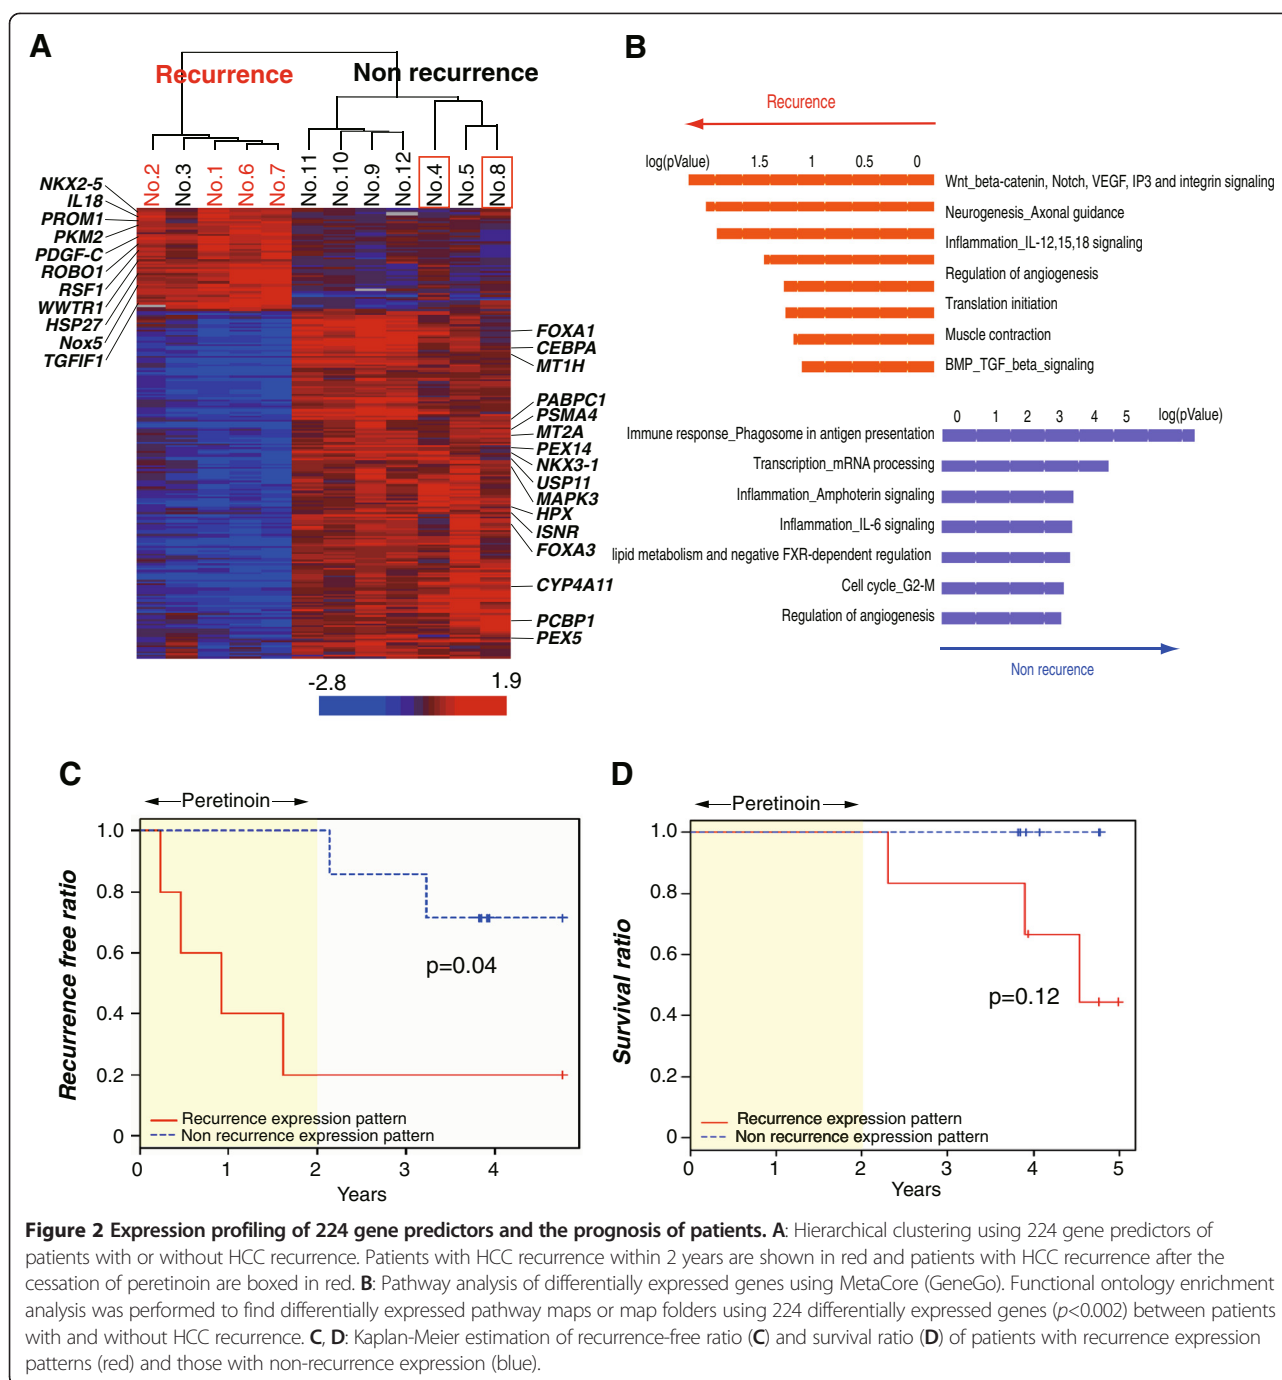 A
Recurrence
Non recurrence
No.2
No.3
No.1
No.6
No.7
No.11
No.10
No.9
No.12
No.4
No.5
No.8
NKX2-5
IL18
PROM1
PKM2
PDGF-C
ROBO1
RSF1
WWTR1
HSP27
Nox5
TGFIF1
FOXA1
CEBPA
MT1H
PABPC1
PSMA4
MT2A
PEX14
NKX3-1
USP11
MAPK3
HPX
ISNR
FOXA3
CYP4A11
PCBP1
PEX5
-2.8 1.9
B
Recurence
log(pValue) 1.5 1 0.5 0
Wnt_beta-catenin, Notch, VEGF, IP3 and integrin signaling
Neurogenesis_Axonal guidance
Inflammation_IL-12,15,18 signaling
Regulation of angiogenesis
Translation initiation
Muscle contraction
BMP_TGF_beta_signaling
0 1 2 3 4 5 log(pValue)
Immune response_Phagosome in antigen presentation
Transcription_mRNA processing
Inflammation_Amphoterin signaling
Inflammation_IL-6 signaling
lipid metabolism and negative FXR-dependent regulation
Cell cycle_G2-M
Regulation of angiogenesis
Non recurence
C
Peretinoin
Recurrence free ratio
1.0
0.8
0.6
0.4
0.2
0
p=0.04
Recurrence expression pattern
Non recurrence expression pattern
0 1 2 3 4
Years
D
Peretinoin
Survival ratio
1.0
0.8
0.6
0.4
0.2
0
p=0.12
Recurrence expression pattern
Non recurrence expression pattern
0 1 2 3 4 5
Years
Figure 2 Expression profiling of 224 gene predictors and the prognosis of patients. A: Hierarchical clustering using 224 gene predictors of
patients with or without HCC recurrence. Patients with HCC recurrence within 2 years are shown in red and patients with HCC recurrence after the
cessation of peretinoin are boxed in red. B: Pathway analysis of differentially expressed genes using MetaCore (GeneGo). Functional ontology enrichment
analysis was performed to find differentially expressed pathway maps or map folders using 224 differentially expressed genes (p<0.002) between patients
with and without HCC recurrence. C, D: Kaplan-Meier estimation of recurrence-free ratio (C) and survival ratio (D) of patients with recurrence expression
patterns (red) and those with non-recurrence expression (blue).